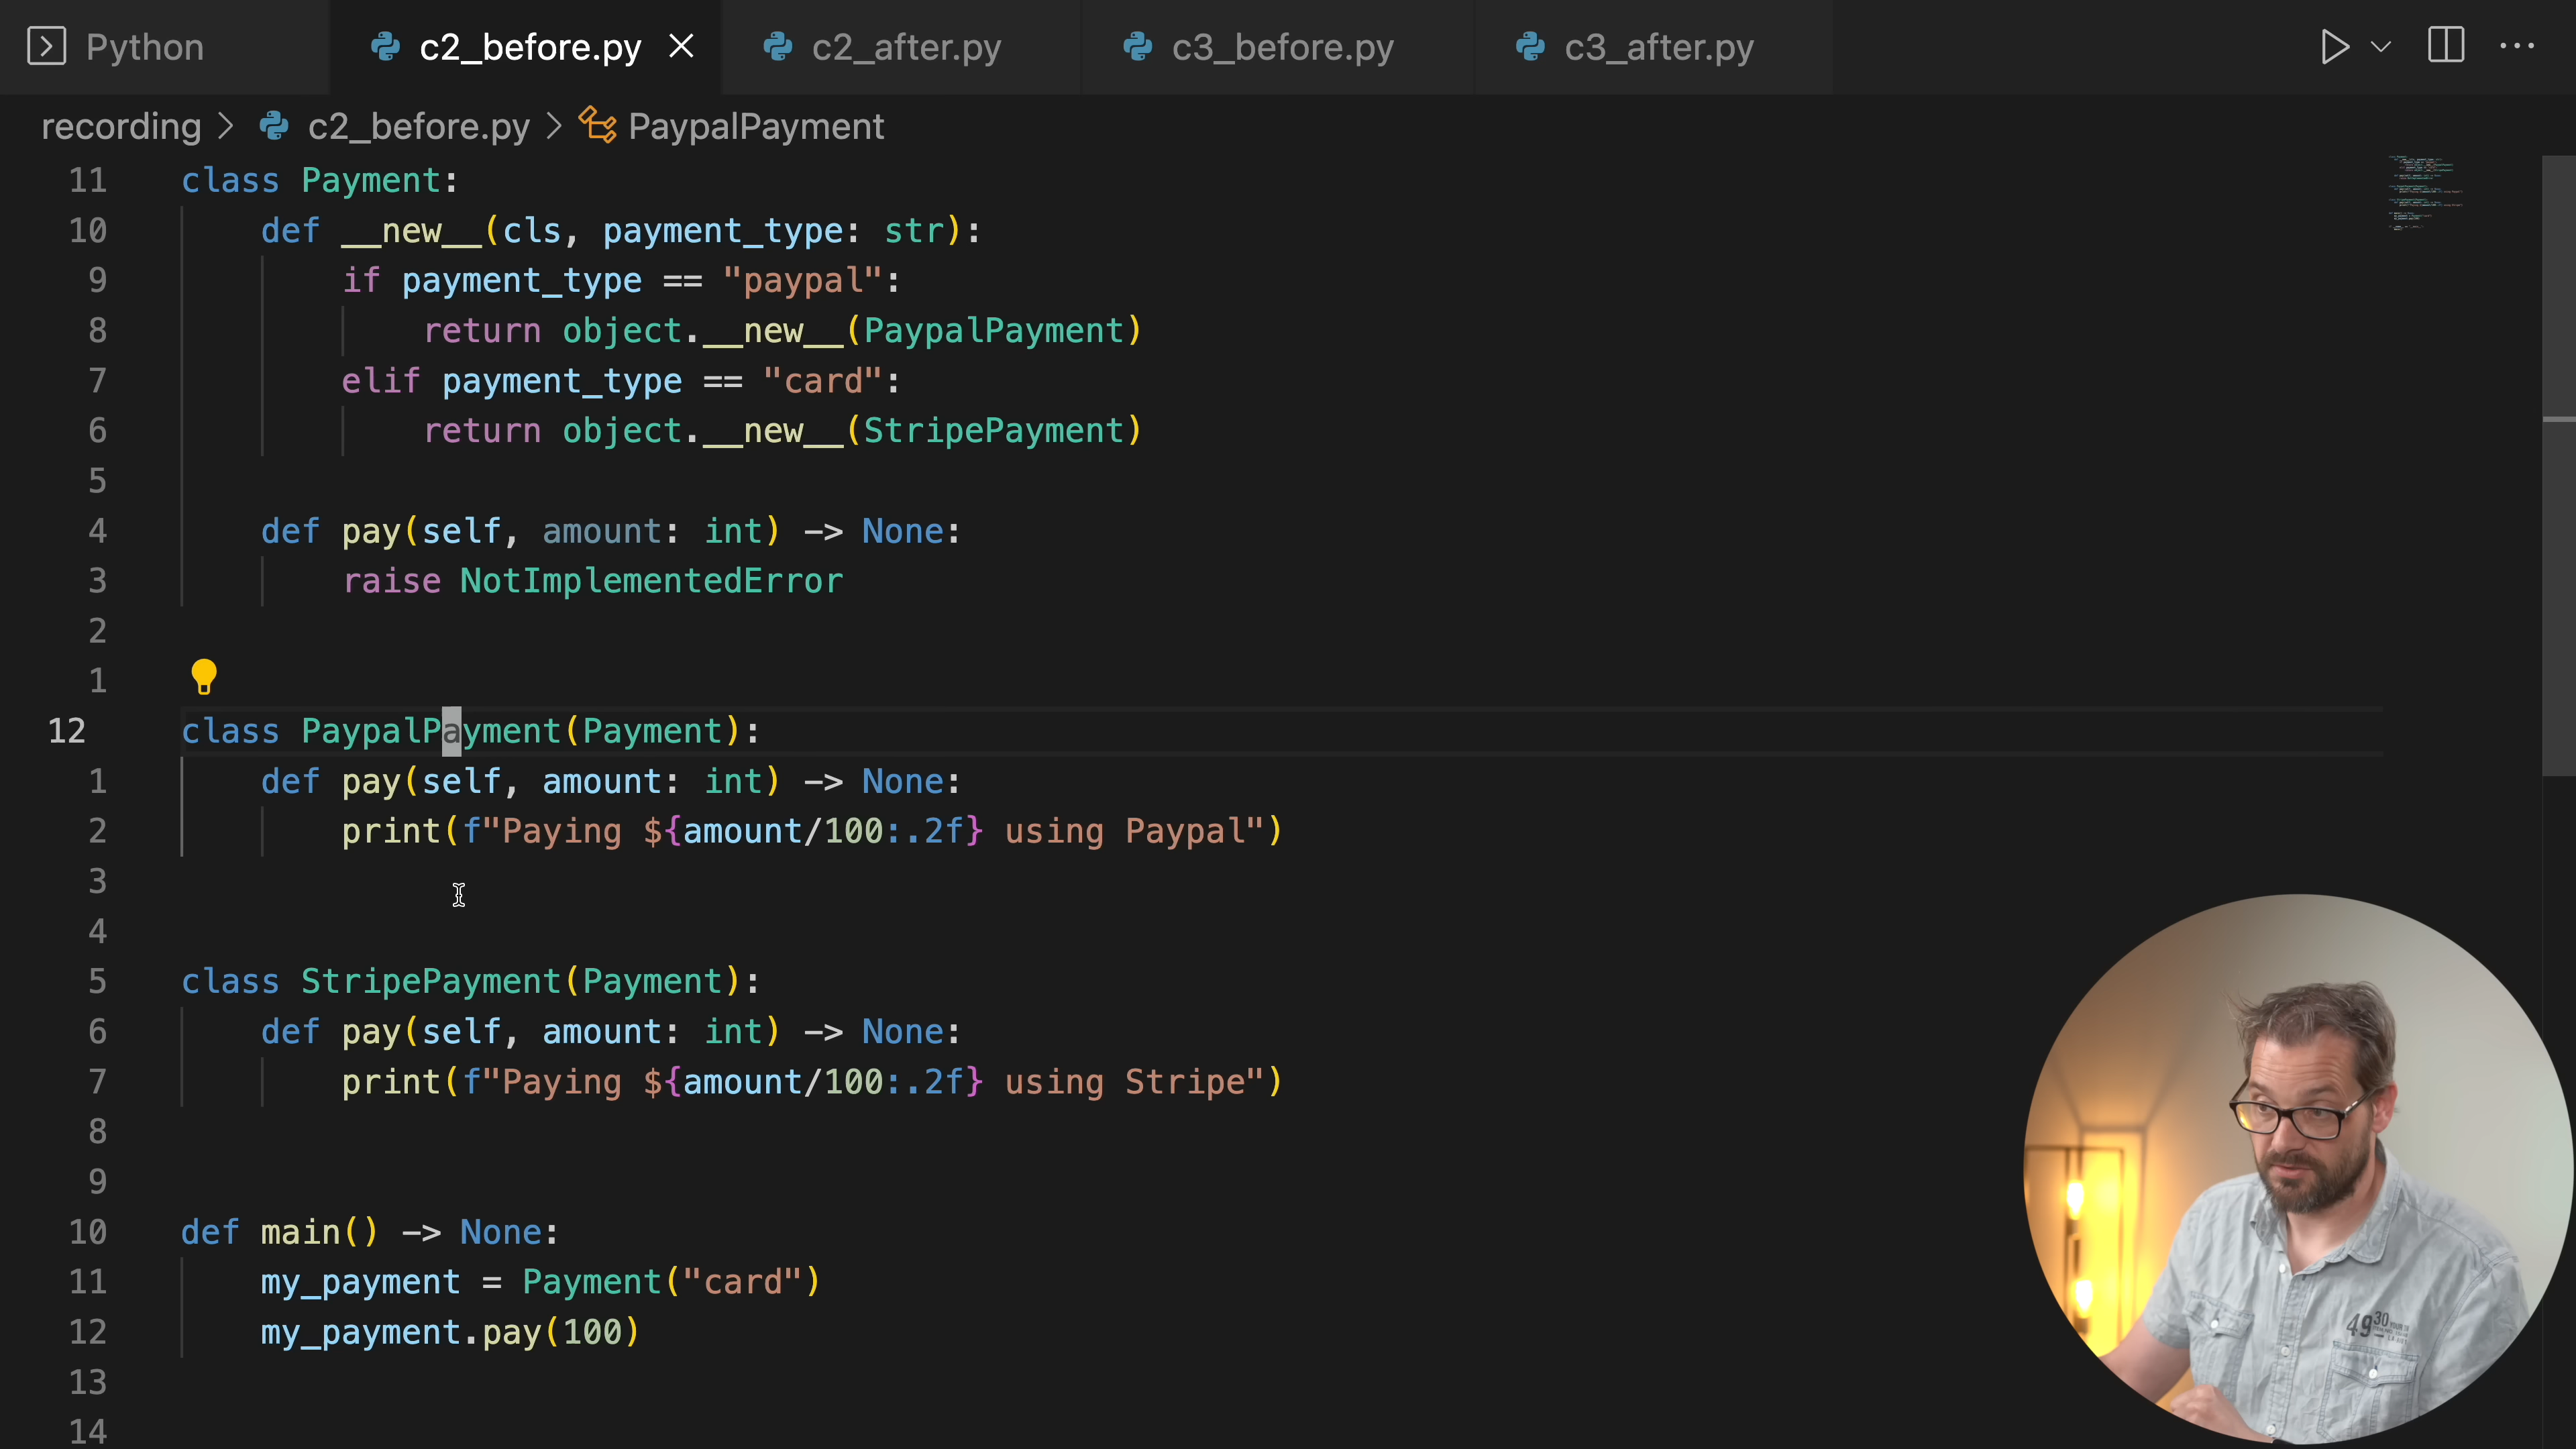 Python c2_before.py c2_after.py c3_before.py c3_after.py
recording > c2_before.py > PaypalPayment
11 class Payment:
10 def __new__(cls, payment_type: str):
9 if payment_type == "paypal":
8 return object.__new__(PaypalPayment)
7 elif payment_type == "card":
6 return object.__new__(StripePayment)
5
4 def pay(self, amount: int) -> None:
3 raise NotImplementedError
2
1
12 class PaypalPayment(Payment):
1 def pay(self, amount: int) -> None:
2 print(f"Paying ${amount/100:.2f} using Paypal")
3
4
5 class StripePayment(Payment):
6 def pay(self, amount: int) -> None:
7 print(f"Paying ${amount/100:.2f} using Stripe")
8
9
10 def main() -> None:
11 my_payment = Payment("card")
12 my_payment.pay(100)
13
14
4930